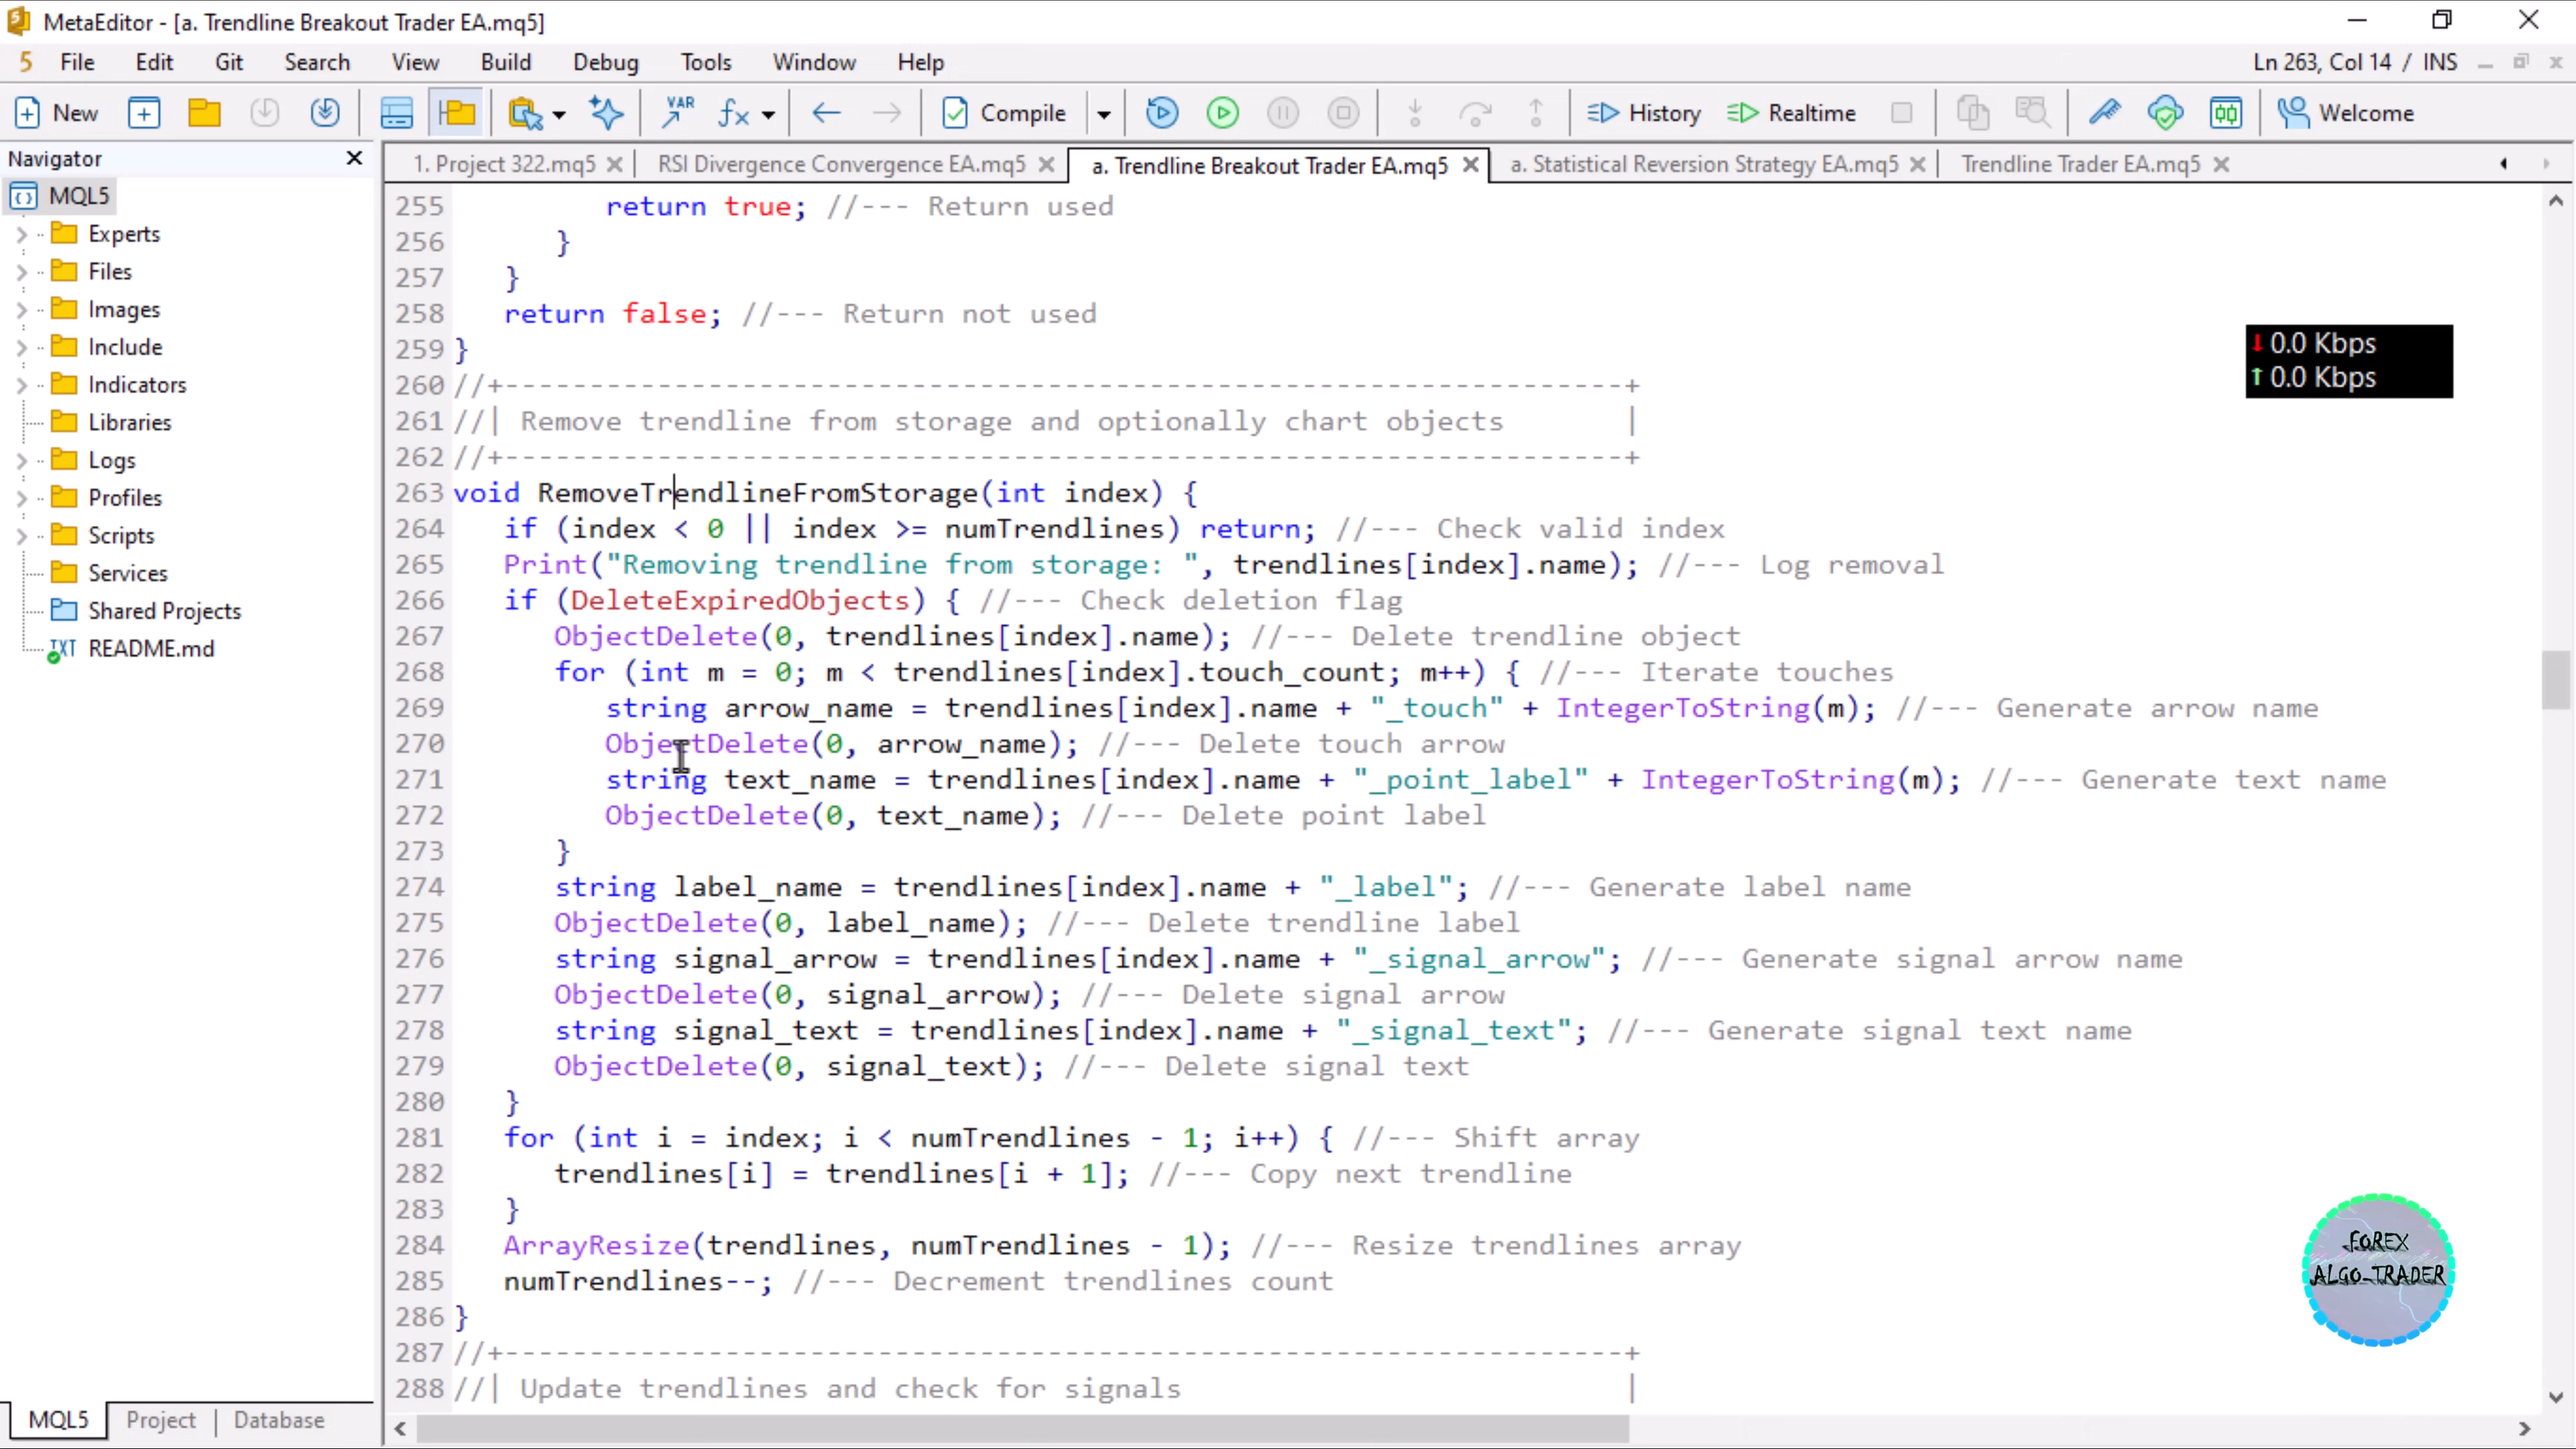 MetaEditor - [a. Trendline Breakout Trader EA.mq5]
5 File Edit Git Search View Build Debug Tools Window Help Ln 263, Col 14 / INS
New VAR fx Compile History Realtime Welcome
Navigator
1. Project 322.mq5 RSI Divergence Convergence EA.mq5 a. Trendline Breakout Trader EA.mq5 a. Statistical Reversion Strategy EA.mq5 Trendline Trader EA.mq5
MQL5
Experts
Files
Images
Include
Indicators
Libraries
Logs
Profiles
Scripts
Services
Shared Projects
TXT README.md
MQL5 Project Database
255 return true; //--- Return used
256 }
257 }
258 return false; //--- Return not used
259 }
260 //+------------------------------------------------------------------+
261 //| Remove trendline from storage and optionally chart objects |
262 //+------------------------------------------------------------------+
263 void RemoveTrendlineFromStorage(int index) {
264 if (index < 0 || index >= numTrendlines) return; //--- Check valid index
265 Print("Removing trendline from storage: ", trendlines[index].name); //--- Log removal
266 if (DeleteExpiredObjects) { //--- Check deletion flag
267 ObjectDelete(0, trendlines[index].name); //--- Delete trendline object
268 for (int m = 0; m < trendlines[index].touch_count; m++) { //--- Iterate touches
269 string arrow_name = trendlines[index].name + "_touch" + IntegerToString(m); //--- Generate arrow name
270 ObjectDelete(0, arrow_name); //--- Delete touch arrow
271 string text_name = trendlines[index].name + "_point_label" + IntegerToString(m); //--- Generate text name
272 ObjectDelete(0, text_name); //--- Delete point label
273 }
274 string label_name = trendlines[index].name + "_label"; //--- Generate label name
275 ObjectDelete(0, label_name); //--- Delete trendline label
276 string signal_arrow = trendlines[index].name + "_signal_arrow"; //--- Generate signal arrow name
277 ObjectDelete(0, signal_arrow); //--- Delete signal arrow
278 string signal_text = trendlines[index].name + "_signal_text"; //--- Generate signal text name
279 ObjectDelete(0, signal_text); //--- Delete signal text
280 }
281 for (int i = index; i < numTrendlines - 1; i++) { //--- Shift array
282 trendlines[i] = trendlines[i + 1]; //--- Copy next trendline
283 }
284 ArrayResize(trendlines, numTrendlines - 1); //--- Resize trendlines array
285 numTrendlines--; //--- Decrement trendlines count
286 }
287 //+------------------------------------------------------------------+
288 //| Update trendlines and check for signals |
↓ 0.0 Kbps
↑ 0.0 Kbps
FOREX
ALGO-TRADER